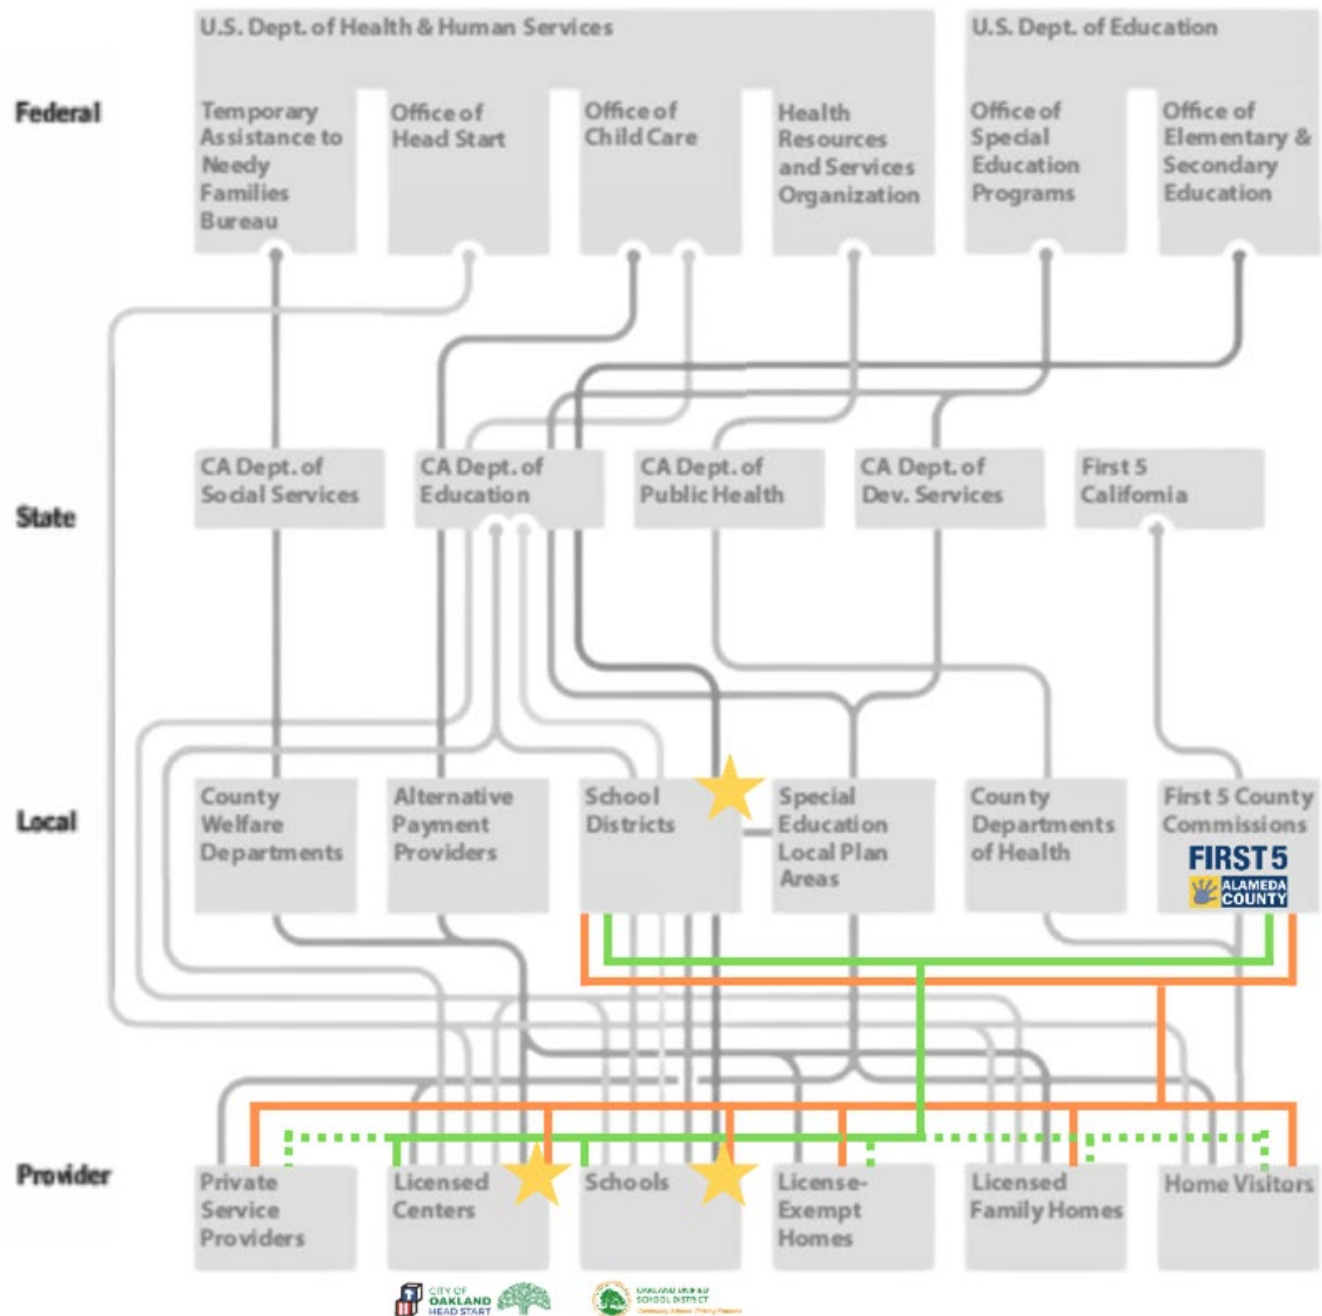 U.S. Dept. of Health & Human Services
U.S. Dept. of Education
Federal
Temporary
Assistance to
Needy
Families
Bureau
Office of
Head Start
Office of
Child Care
Health
Resources
and Services
Organization
Office of
Special
Education
Programs
Office of
Elementary &
Secondary
Education
State
CA Dept. of
Social Services
CA Dept. of
Education
CA Dept. of
Public Health
CA Dept. of
Dev. Services
First 5
California
Local
County
Welfare
Departments
Alternative
Payment
Providers
School
Districts
Special
Education
Local Plan
Areas
County
Departments
of Health
First 5 County
Commissions
FIRST 5
ALAMEDA
COUNTY
Provider
Private
Service
Providers
Licensed
Centers
Schools
License-
Exempt
Homes
Licensed
Family Homes
Home Visitors
CITY OF
OAKLAND
HEAD START
OAKLAND UNIFIED
SCHOOL DISTRICT